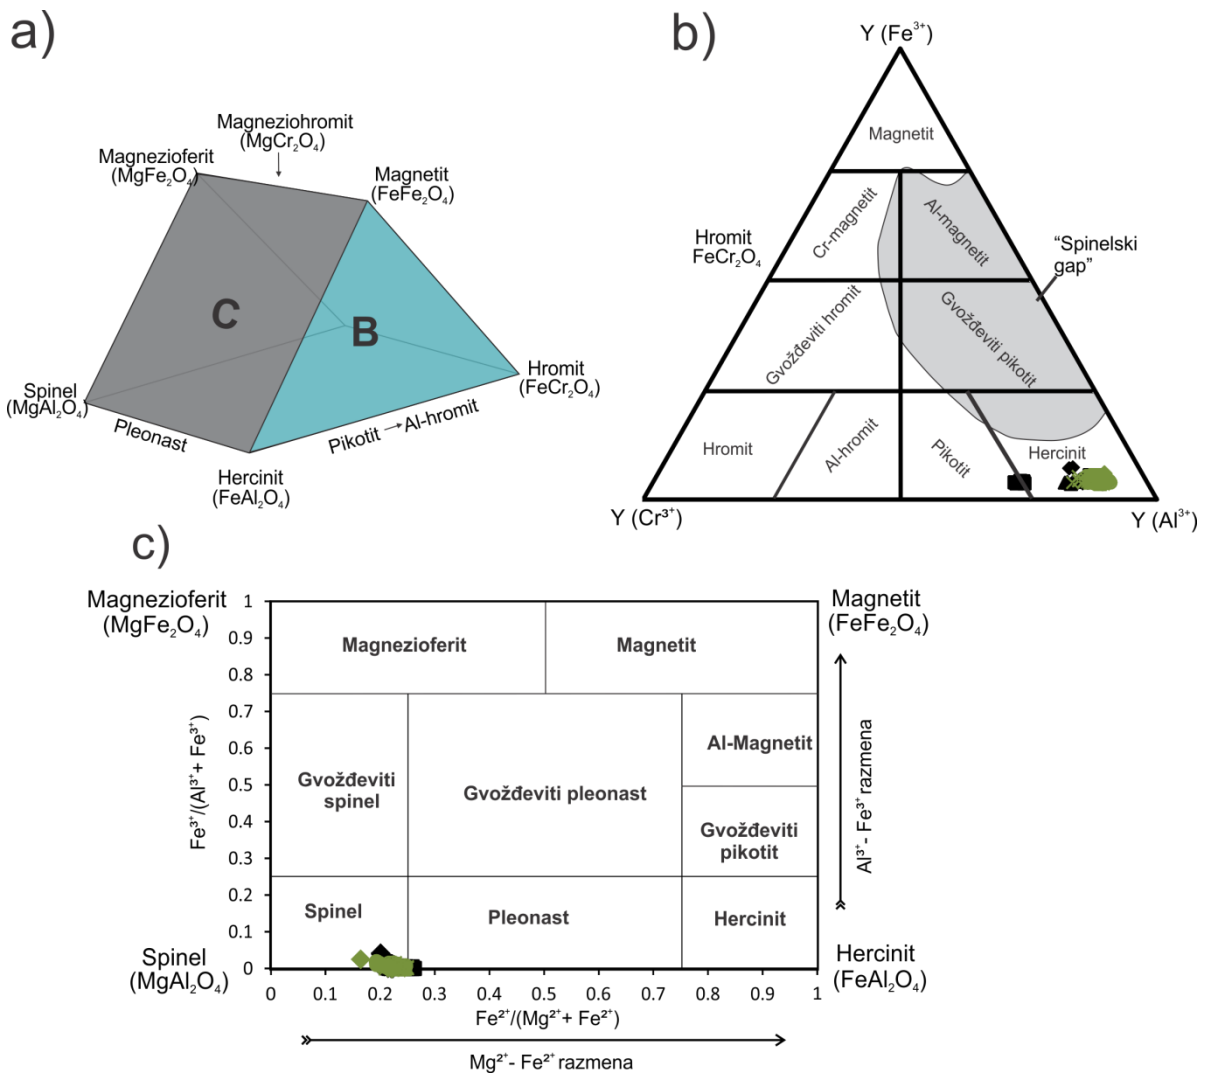 a)
Magneziohromit
(MgCr₂O₄)
Magnezioferit
(MgFe₂O₄)
Magnetit
(FeFe₂O₄)
C
B
Spinel
(MgAl₂O₄)
Pleonast
Hercinit
(FeAl₂O₄)
Pikotit → Al-hromit
Hromit
(FeCr₂O₄)
b)
Y (Fe³⁺)
Magnetit
Cr-magnetit
Al-magnetit
Hromit
FeCr₂O₄
“Spinelski
gap”
Gvožđeviti hromit
Gvožđeviti pikotit
Hromit
Al-hromit
Pikotit
Hercinit
Y (Cr³⁺)
Y (Al³⁺)
c)
Magnezioferit
(MgFe₂O₄)
Magnetit
(FeFe₂O₄)
1
0.9
0.8
0.7
0.6
0.5
0.4
0.3
0.2
0.1
0
Fe³⁺/(Al³⁺+ Fe³⁺)
Magnezioferit
Magnetit
Gvožđeviti
spinel
Gvožđeviti pleonast
Al-Magnetit
Gvožđeviti
pikotit
Spinel
Pleonast
Hercinit
Al³⁺- Fe³⁺ razmena
Spinel
(MgAl₂O₄)
Hercinit
(FeAl₂O₄)
0 0.1 0.2 0.3 0.4 0.5 0.6 0.7 0.8 0.9 1
Fe²⁺/(Mg²⁺+ Fe²⁺)
Mg²⁺- Fe²⁺ razmena